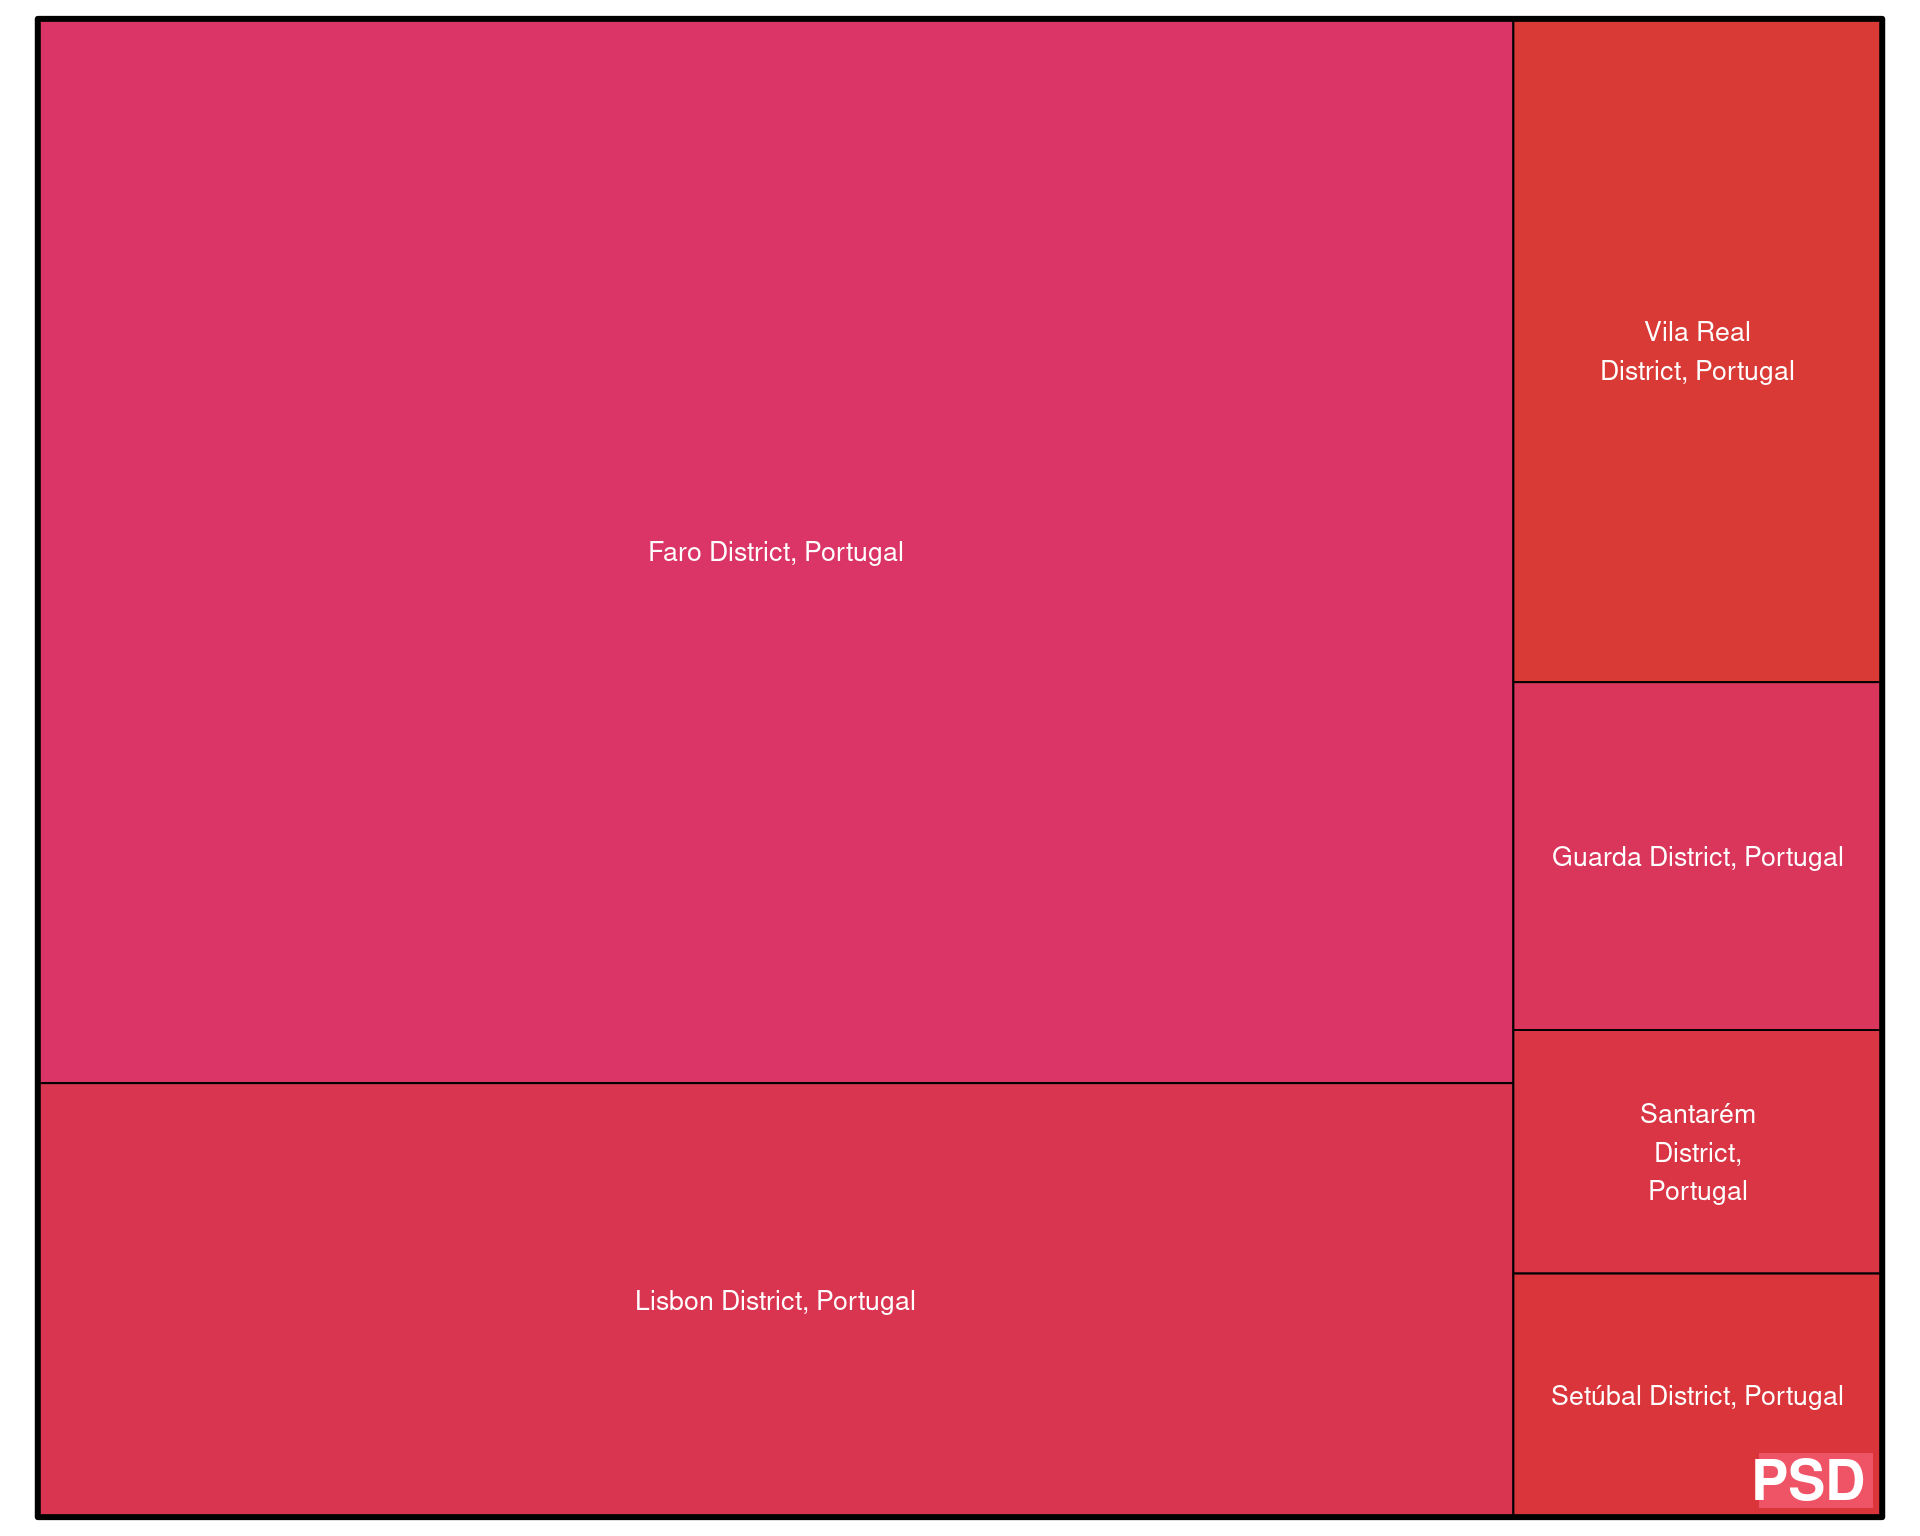 Faro District, Portugal
Lisbon District, Portugal
Vila Real
District, Portugal
Guarda District, Portugal
Santarém
District,
Portugal
Setúbal District, Portugal
PSD